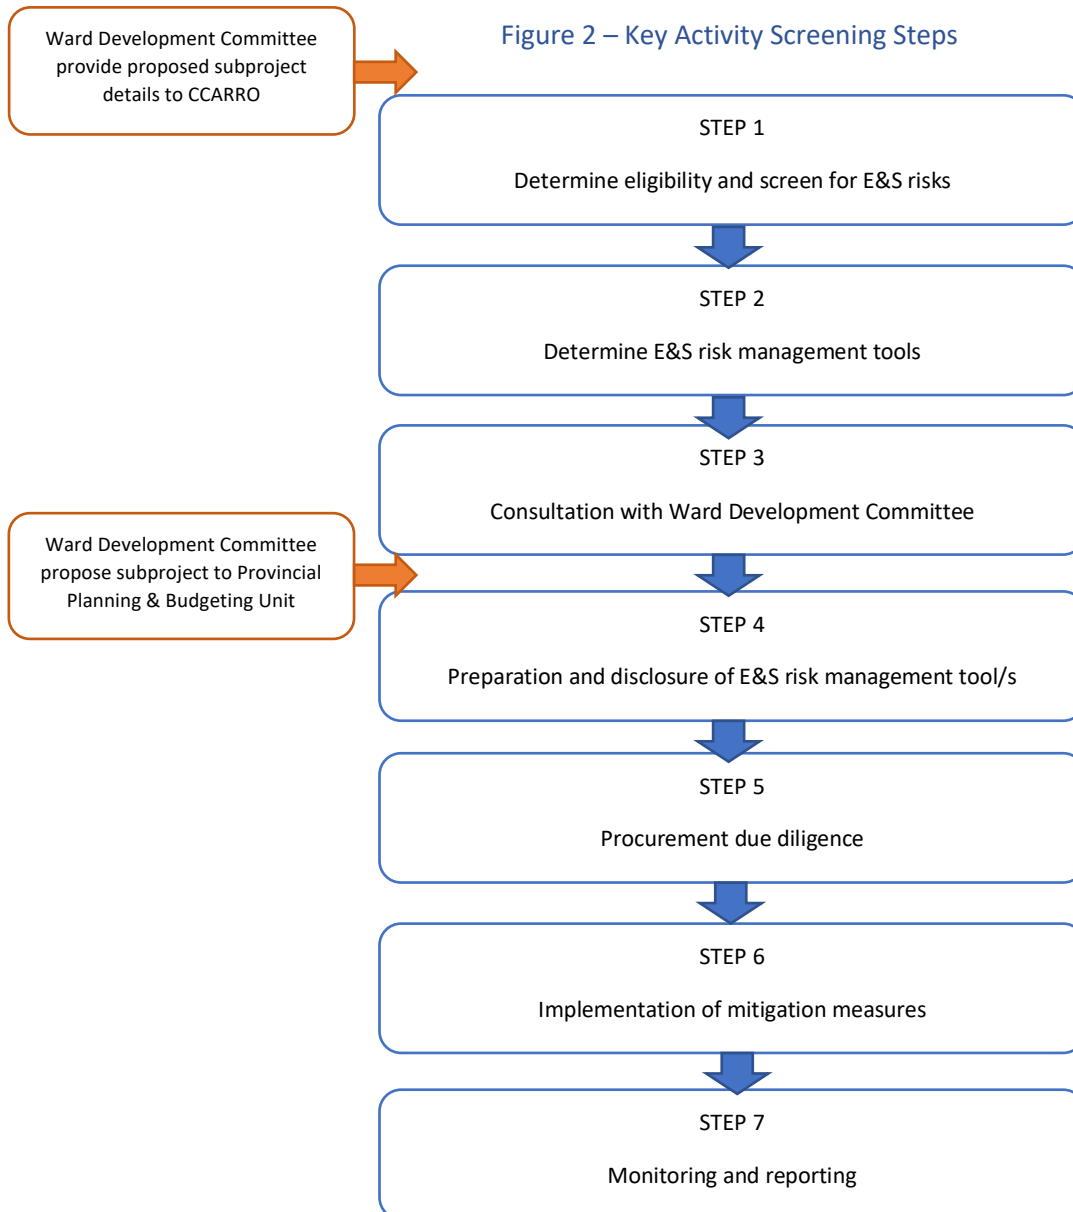 Figure 2 – Key Activity Screening Steps
Ward Development Committee
provide proposed subproject
details to CCARRO
STEP 1
Determine eligibility and screen for E&S risks
STEP 2
Determine E&S risk management tools
STEP 3
Consultation with Ward Development Committee
Ward Development Committee
propose subproject to Provincial
Planning & Budgeting Unit
STEP 4
Preparation and disclosure of E&S risk management tool/s
STEP 5
Procurement due diligence
STEP 6
Implementation of mitigation measures
STEP 7
Monitoring and reporting